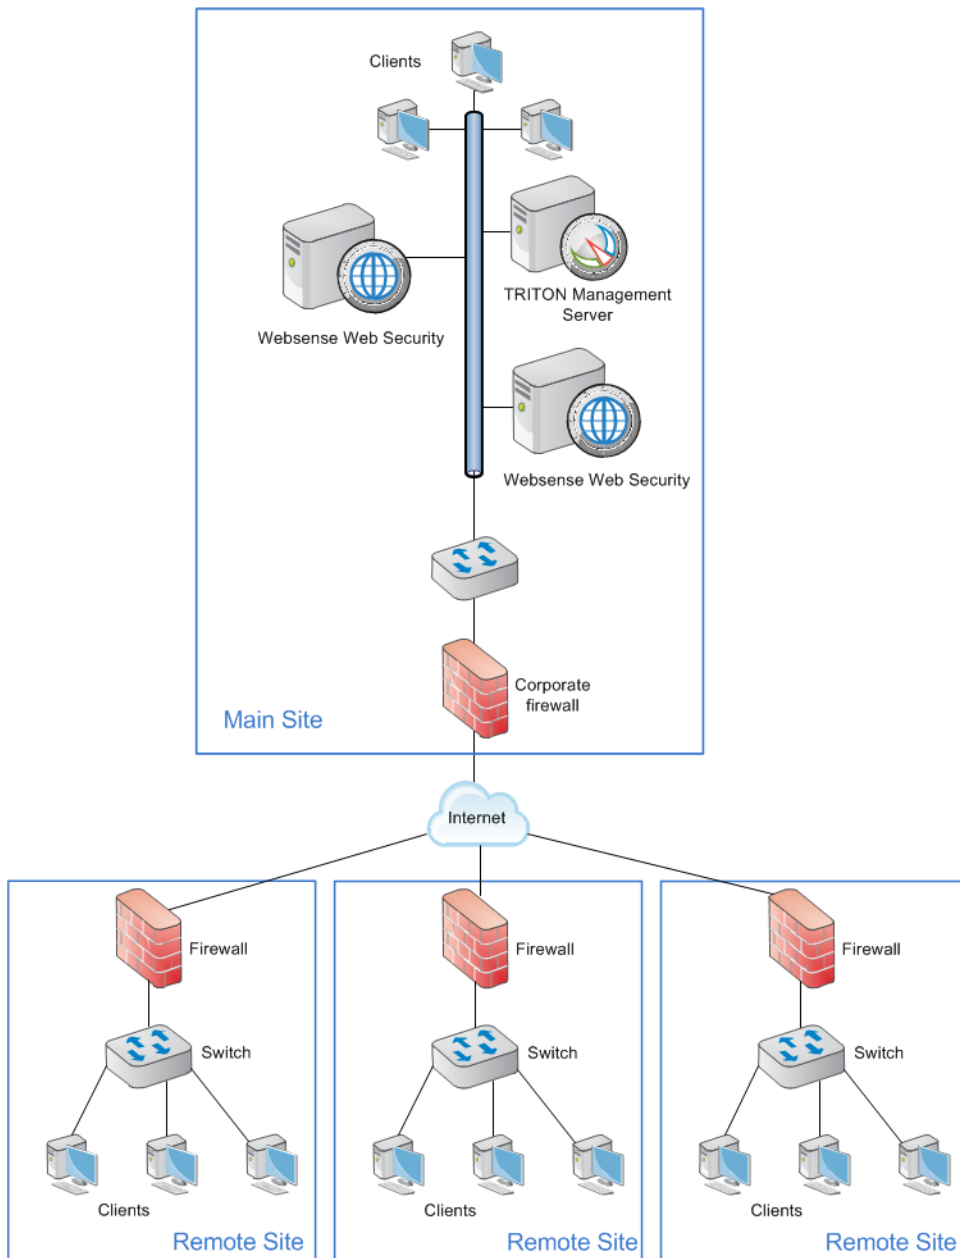 Clients
TRITON Management
Server
Websense Web Security
Websense Web Security
Corporate
firewall
Main Site
Internet
Firewall
Switch
Clients
Remote Site
Firewall
Switch
Clients
Remote Site
Firewall
Switch
Clients
Remote Site